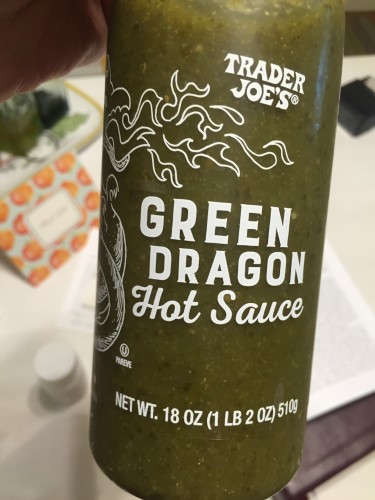 TRADER
JOE'S®
GREEN
DRAGON
Hot Sauce
U
PAREVE
NET WT. 18 OZ (1 LB 2 OZ) 510g